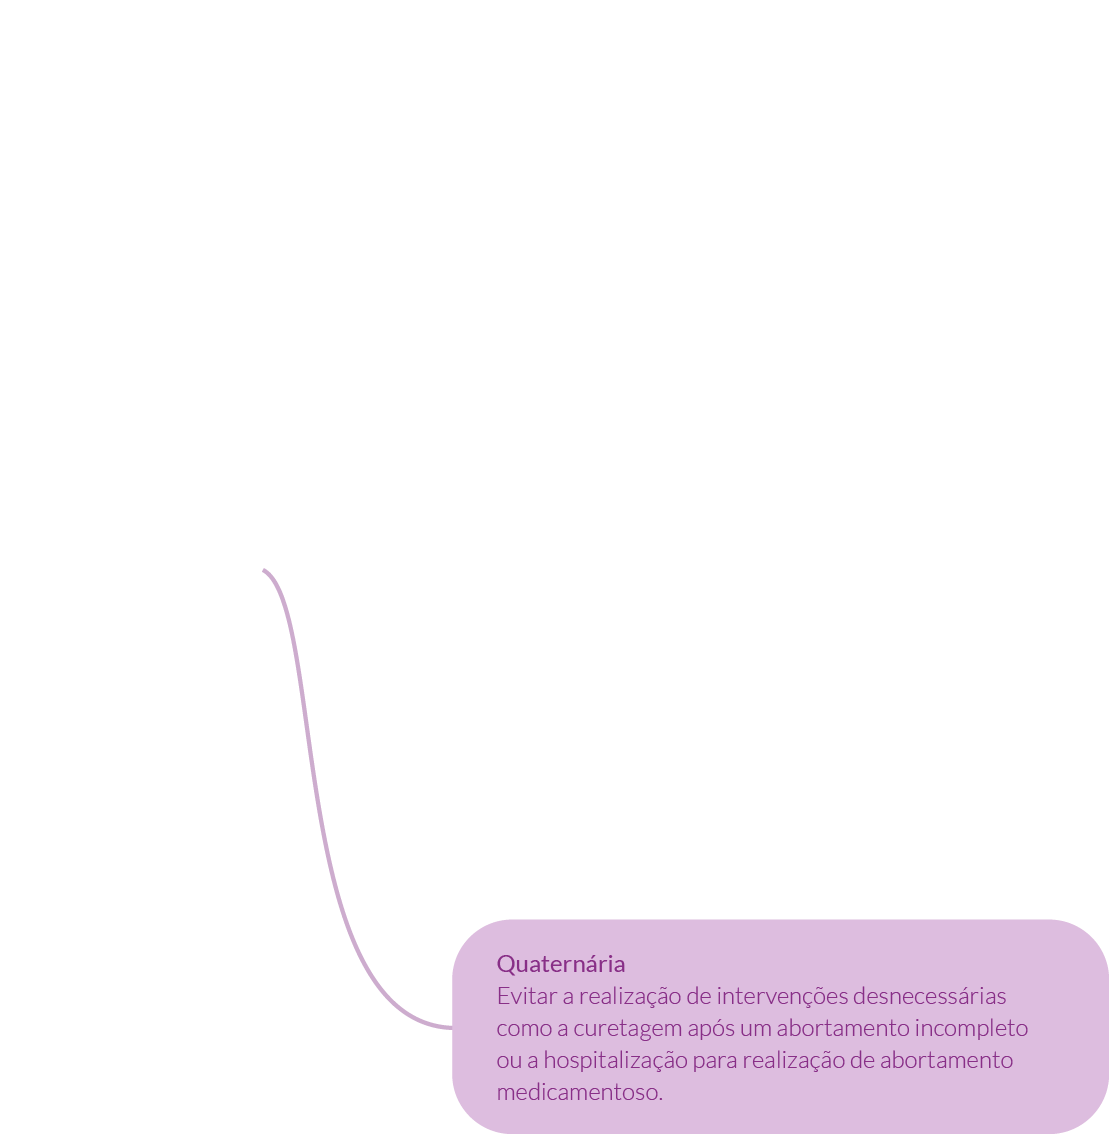 Quaternária
Evitar a realização de intervenções desnecessárias
como a curetagem após um abortamento incompleto
ou a hospitalização para realização de abortamento
medicamentoso.